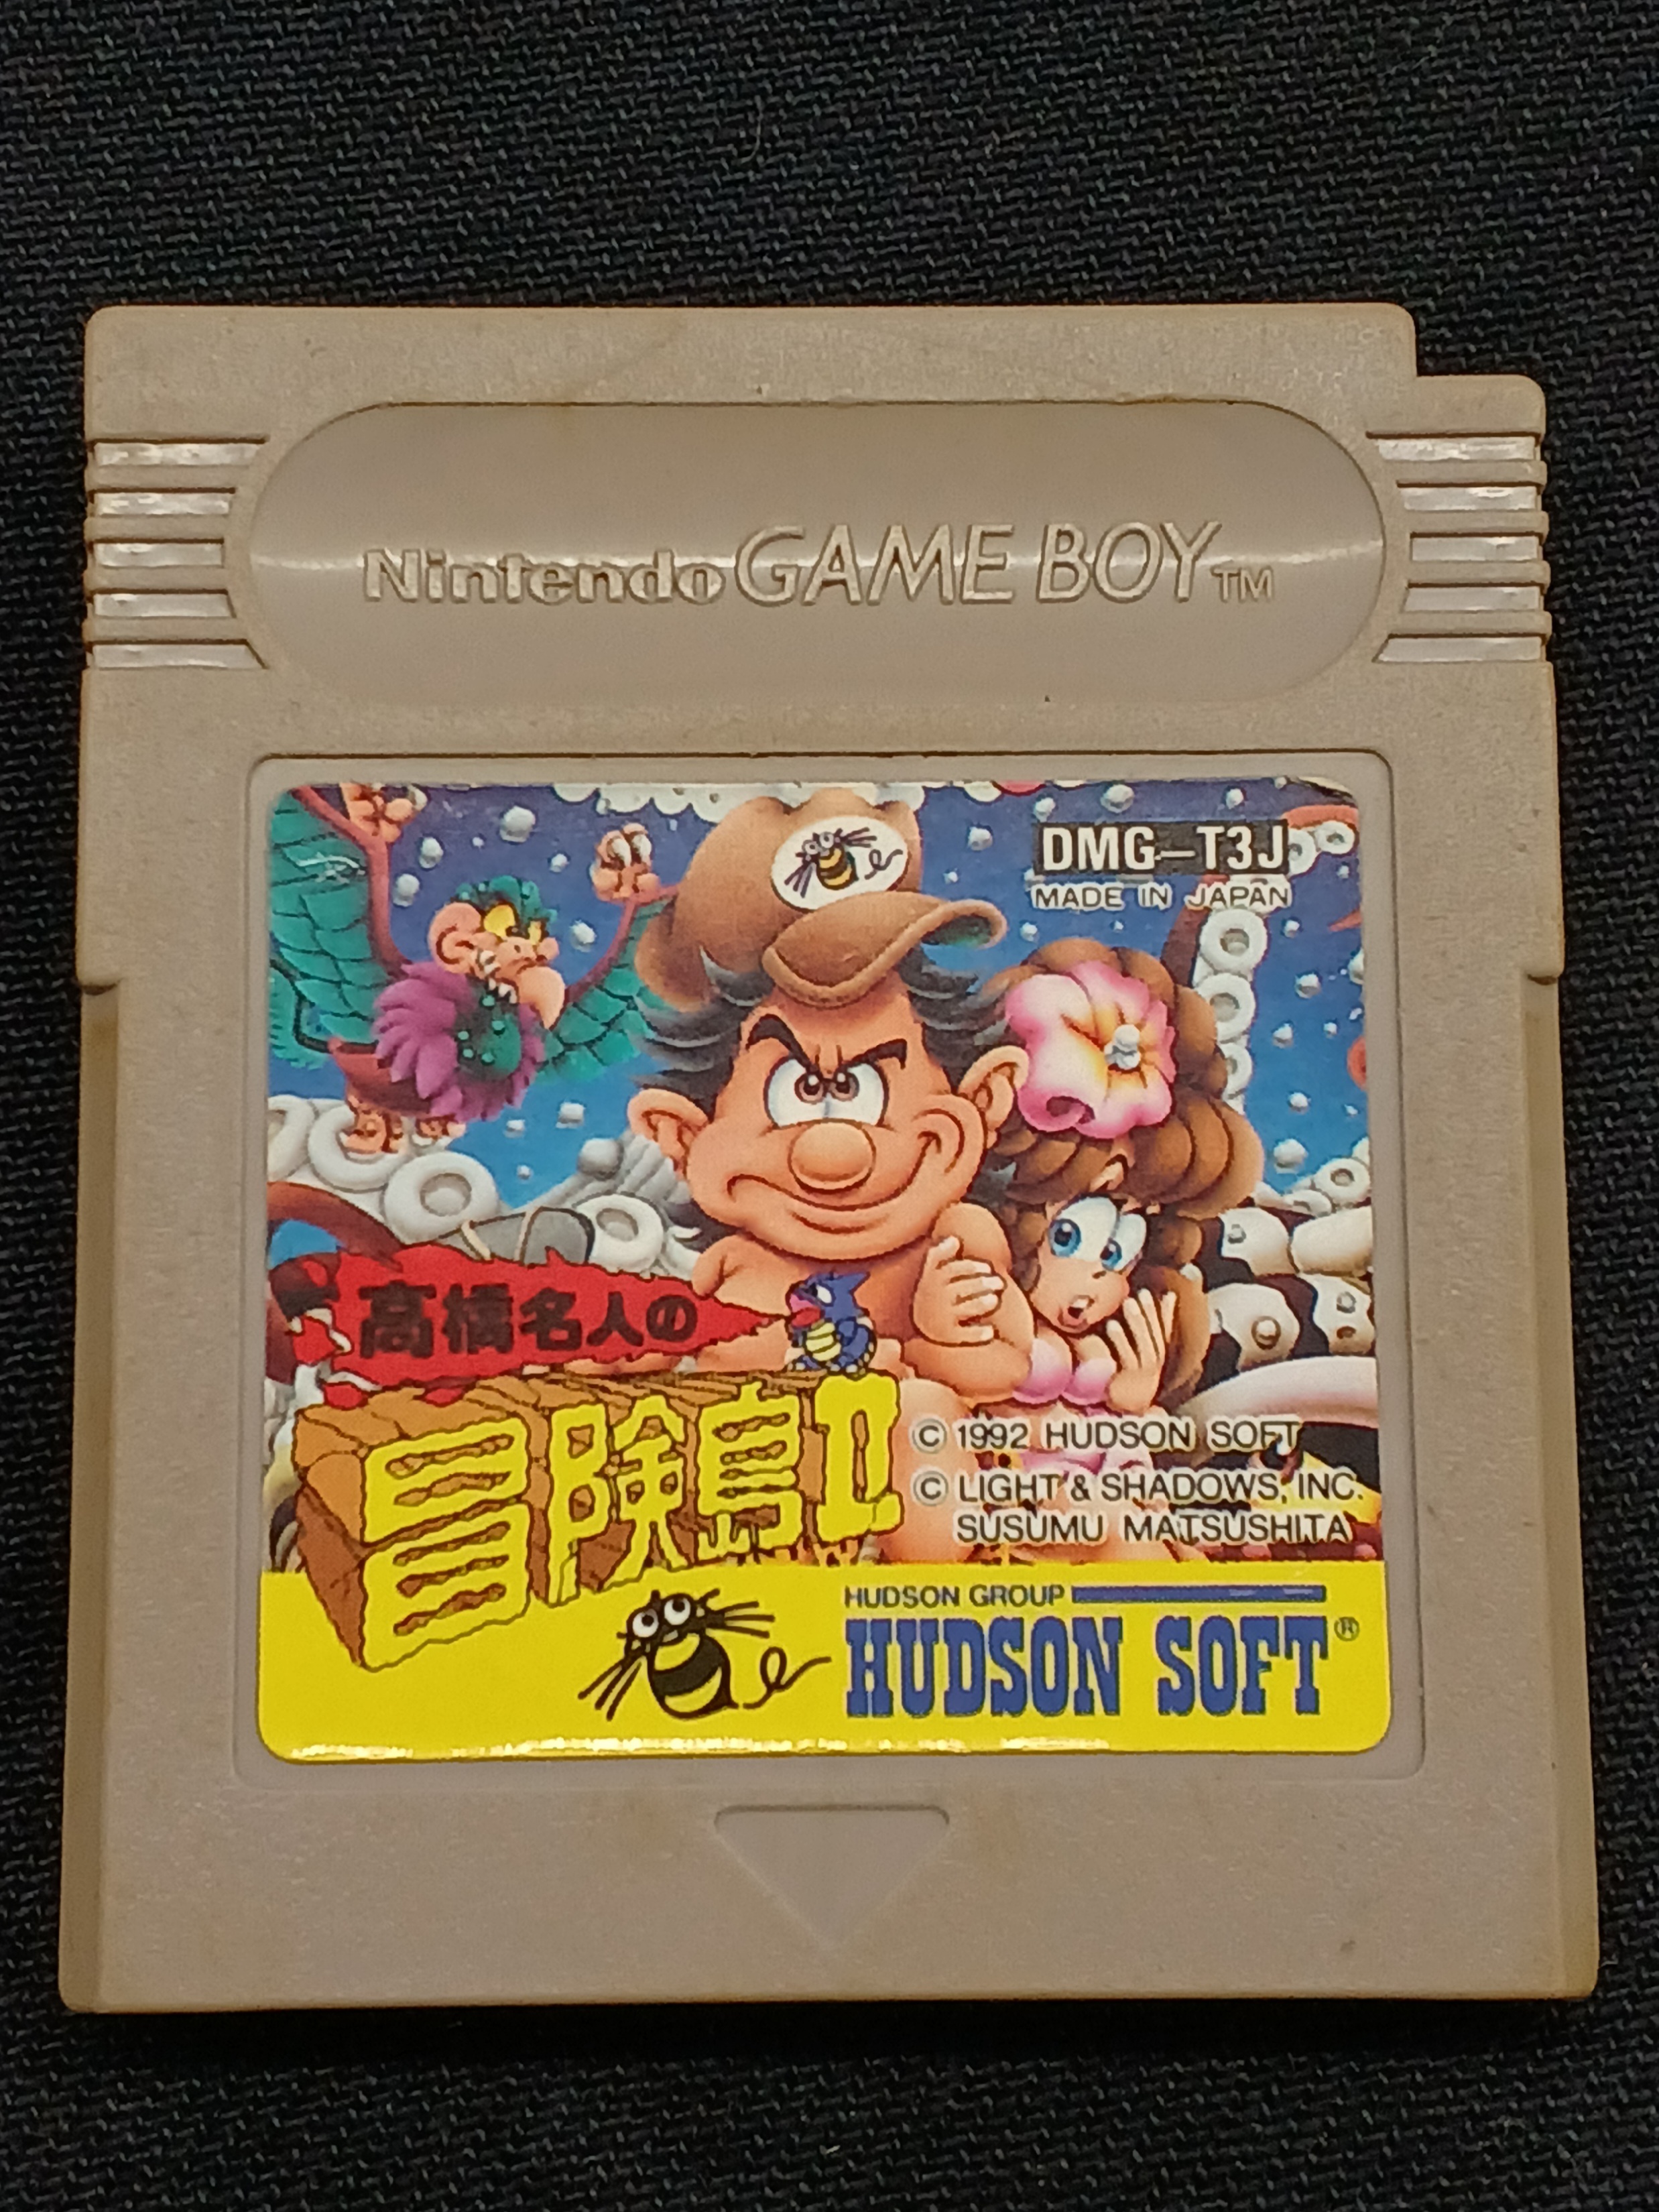 Nintendo GAME BOY TM
DMG-T3J
MADE IN JAPAN
高橋名人の
冒険島II
© 1992 HUDSON SOFT
© LIGHT & SHADOWS, INC.
SUSUMU MATSUSHITA
HUDSON GROUP
HUDSON SOFT®